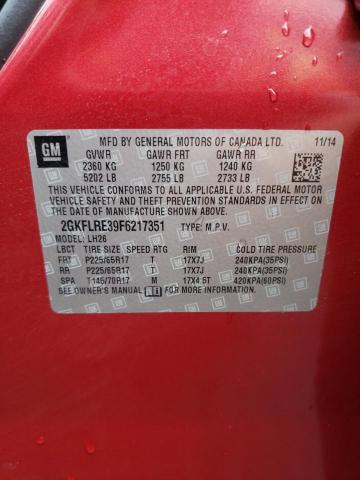 GM
MFD BY GENERAL MOTORS OF CANADA LTD. 11/14
GVWR GAWR FRT GAWR RR
2360 KG 1250 KG 1240 KG
5202 LB 2755 LB 2733 LB
THIS VEHICLE CONFORMS TO ALL APPLICABLE U.S. FEDERAL MOTOR
VEHICLE SAFETY AND THEFT PREVENTION STANDARDS IN EFFECT ON
THE DATE OF MANUFACTURE SHOWN ABOVE.
2GKFLRE39F6217351 TYPE: M.P.V.
MODEL: LH26
LBCT TIRE SIZE SPEED RTG RIM COLD TIRE PRESSURE
FRT P225/65R17 T 17X7J 240KPA(35PSI)
RR P225/65R17 T 17X7J 240KPA(35PSI)
SPA T145/70R17 M 17X4.5T 420KPA(60PSI)
SEE OWNER'S MANUAL FOR MORE INFORMATION.